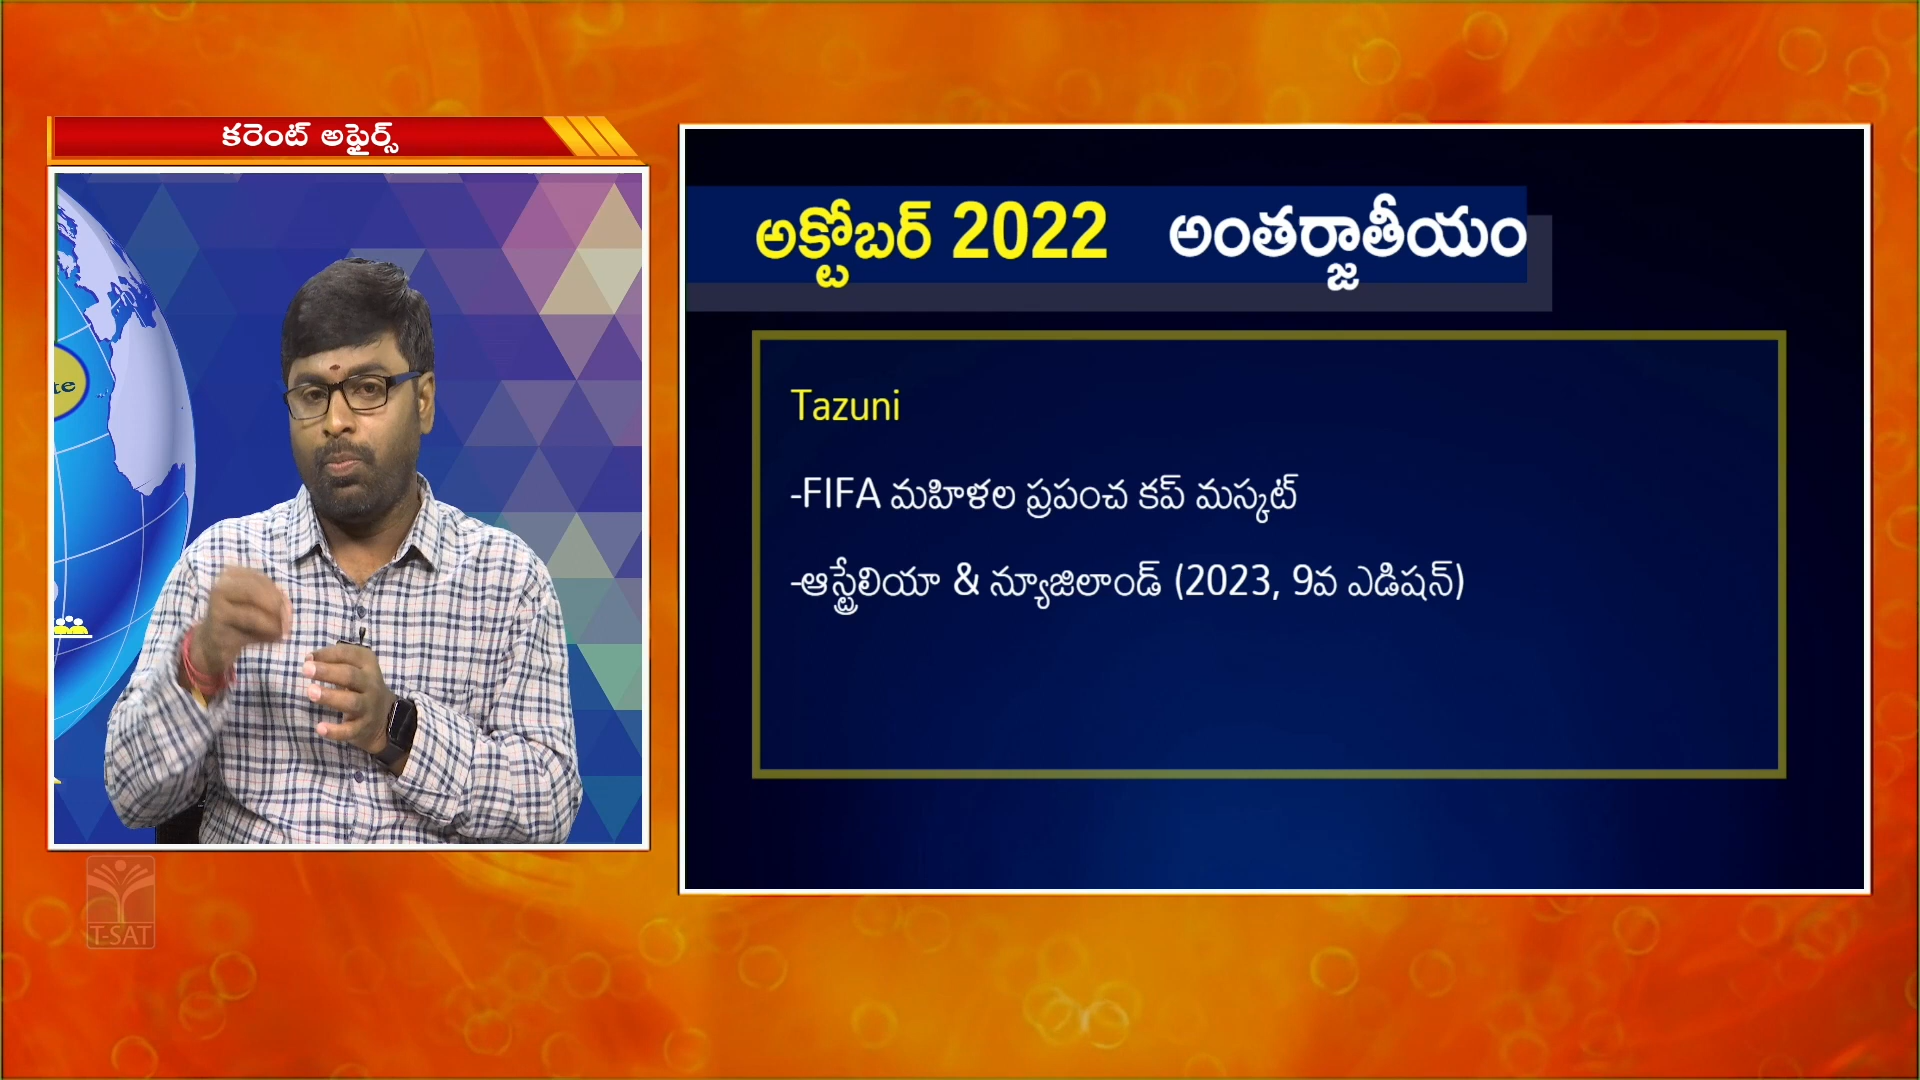 కరెంట్ అఫైర్స్
అక్టోబర్ 2022 అంతర్జాతీయం
te
Tazuni
-FIFA మహిళల ప్రపంచ కప్ మస్కట్
-ఆస్ట్రేలియా & న్యూజిలాండ్ (2023, 9వ ఎడిషన్)
T-SAT